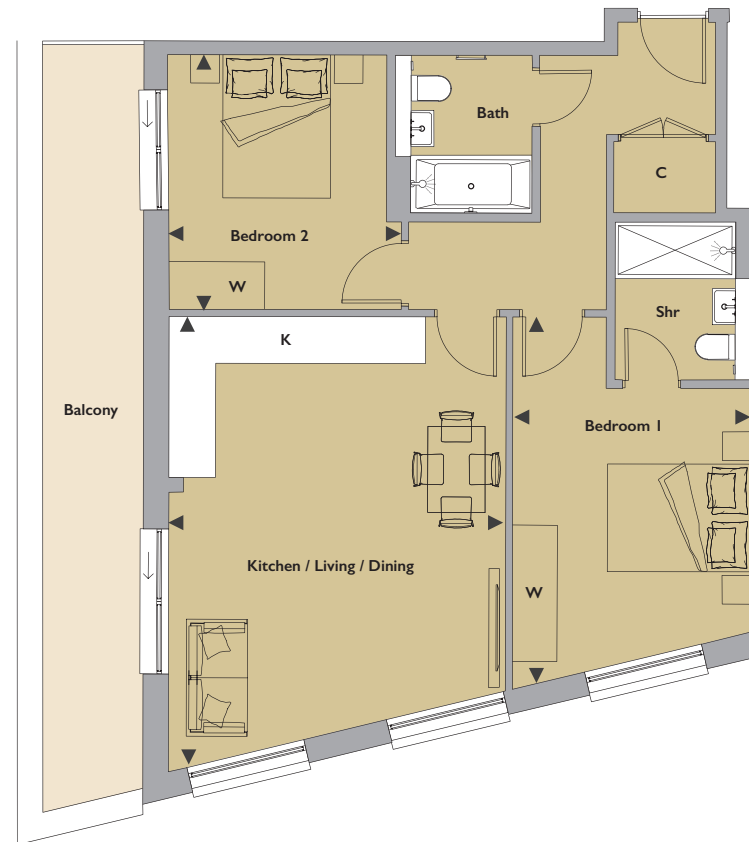 Bath
C
Bedroom 2
W
Shr
K
Balcony
Bedroom 1
Kitchen / Living / Dining
W